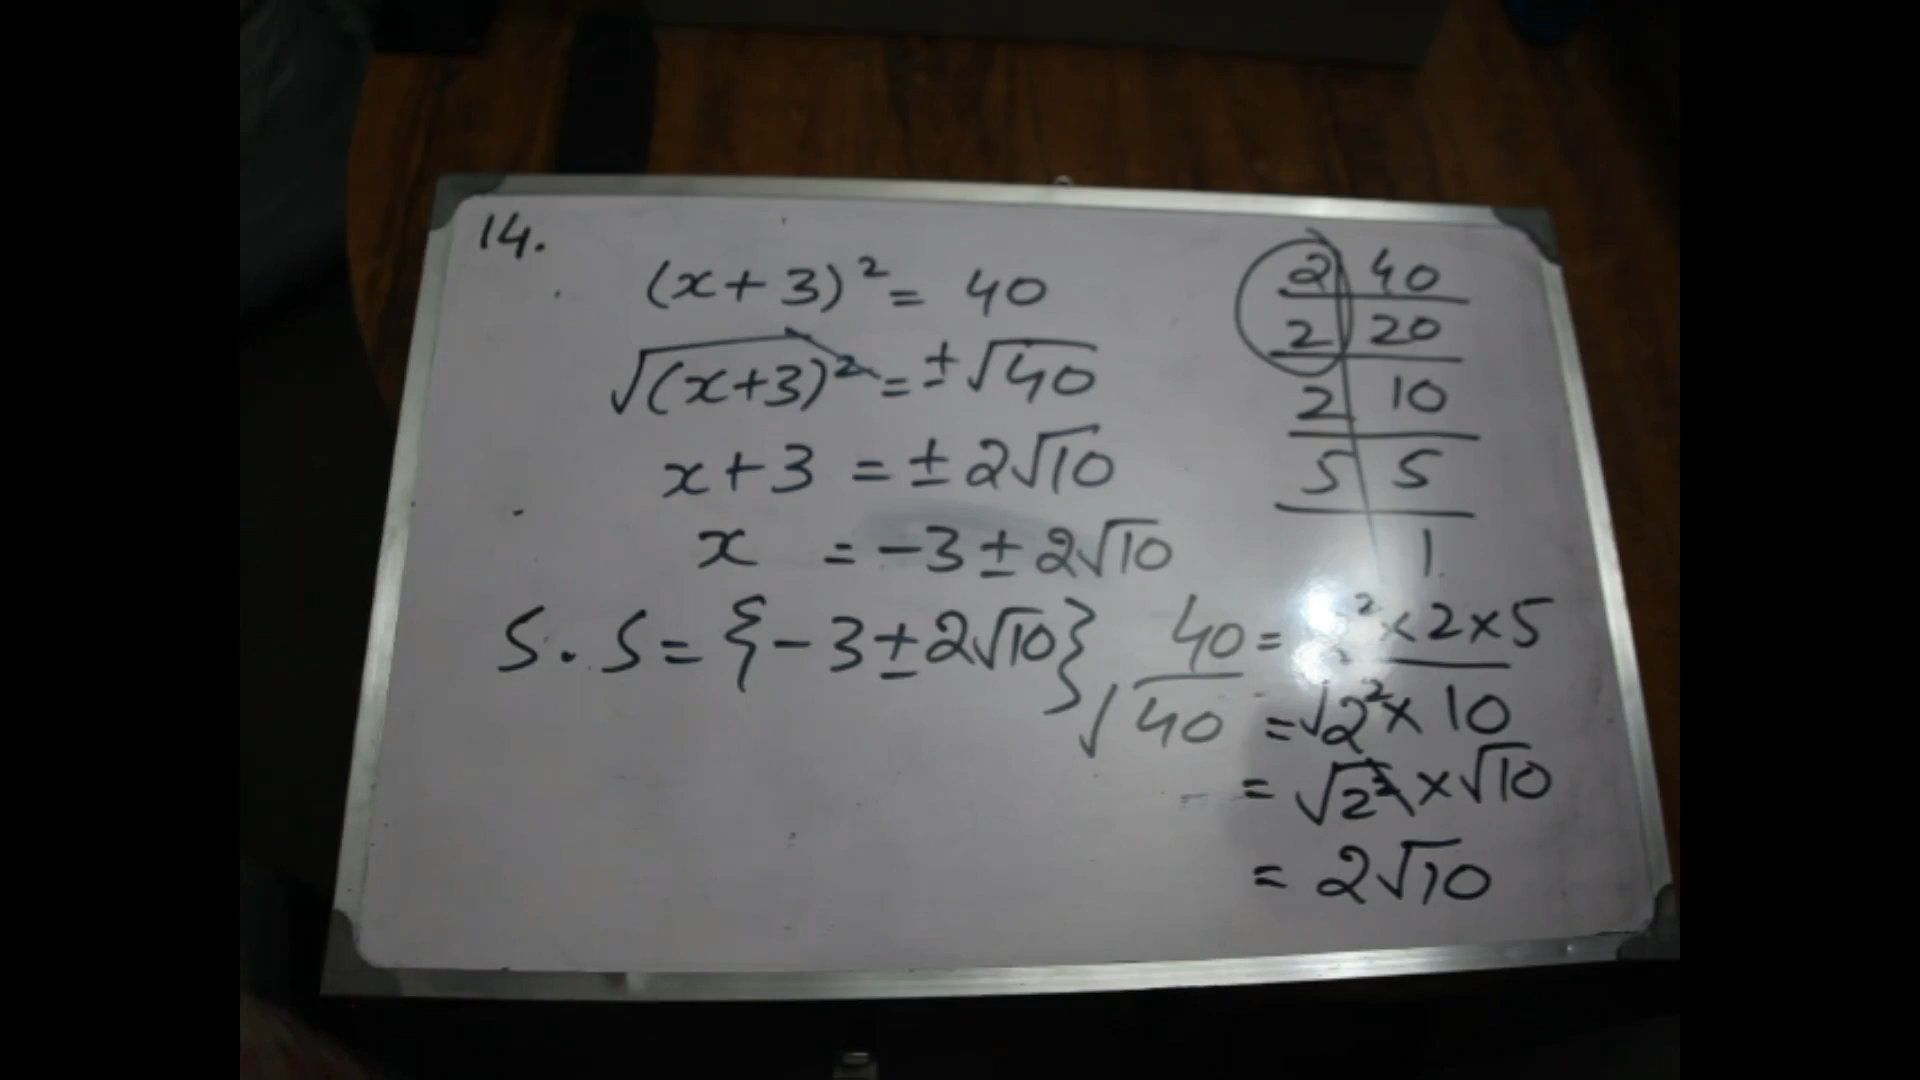 14.
(x+3)² = 40
√(x+3)² = ±√40
x+3 = ±2√10
x = -3±2√10
S.S = {-3±2√10}
2 | 40
2 | 20
2 | 10
5 | 5
1
40 = ² × 2 × 5
√40 = √2² × 10
= √2² × √10
= 2√10